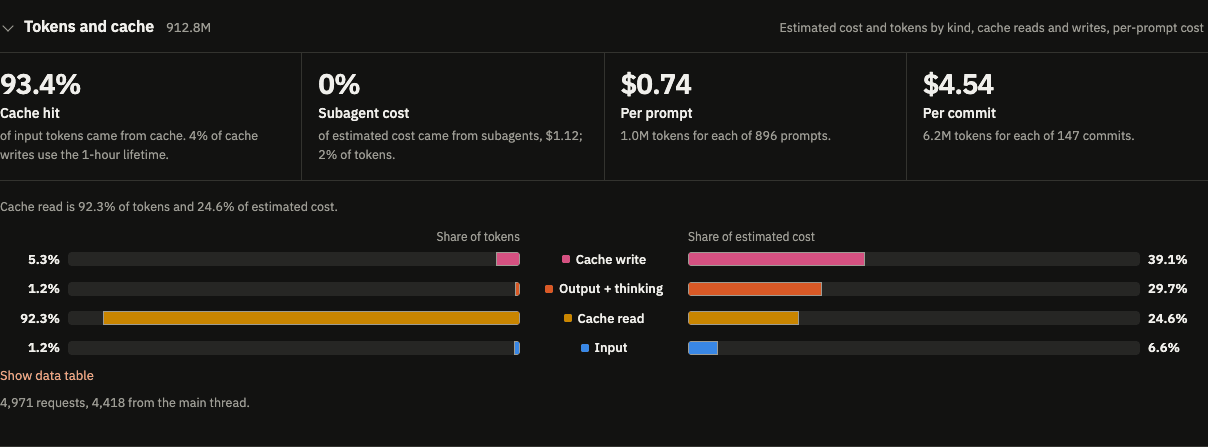 Tokens and cache 912.8M
Estimated cost and tokens by kind, cache reads and writes, per-prompt cost
93.4%
Cache hit
of input tokens came from cache. 4% of cache
writes use the 1-hour lifetime.
0%
Subagent cost
of estimated cost came from subagents, $1.12;
2% of tokens.
$0.74
Per prompt
1.0M tokens for each of 896 prompts.
$4.54
Per commit
6.2M tokens for each of 147 commits.
Cache read is 92.3% of tokens and 24.6% of estimated cost.
Share of tokens Share of estimated cost
5.3% Cache write 39.1%
1.2% Output + thinking 29.7%
92.3% Cache read 24.6%
1.2% Input 6.6%
Show data table
4,971 requests, 4,418 from the main thread.